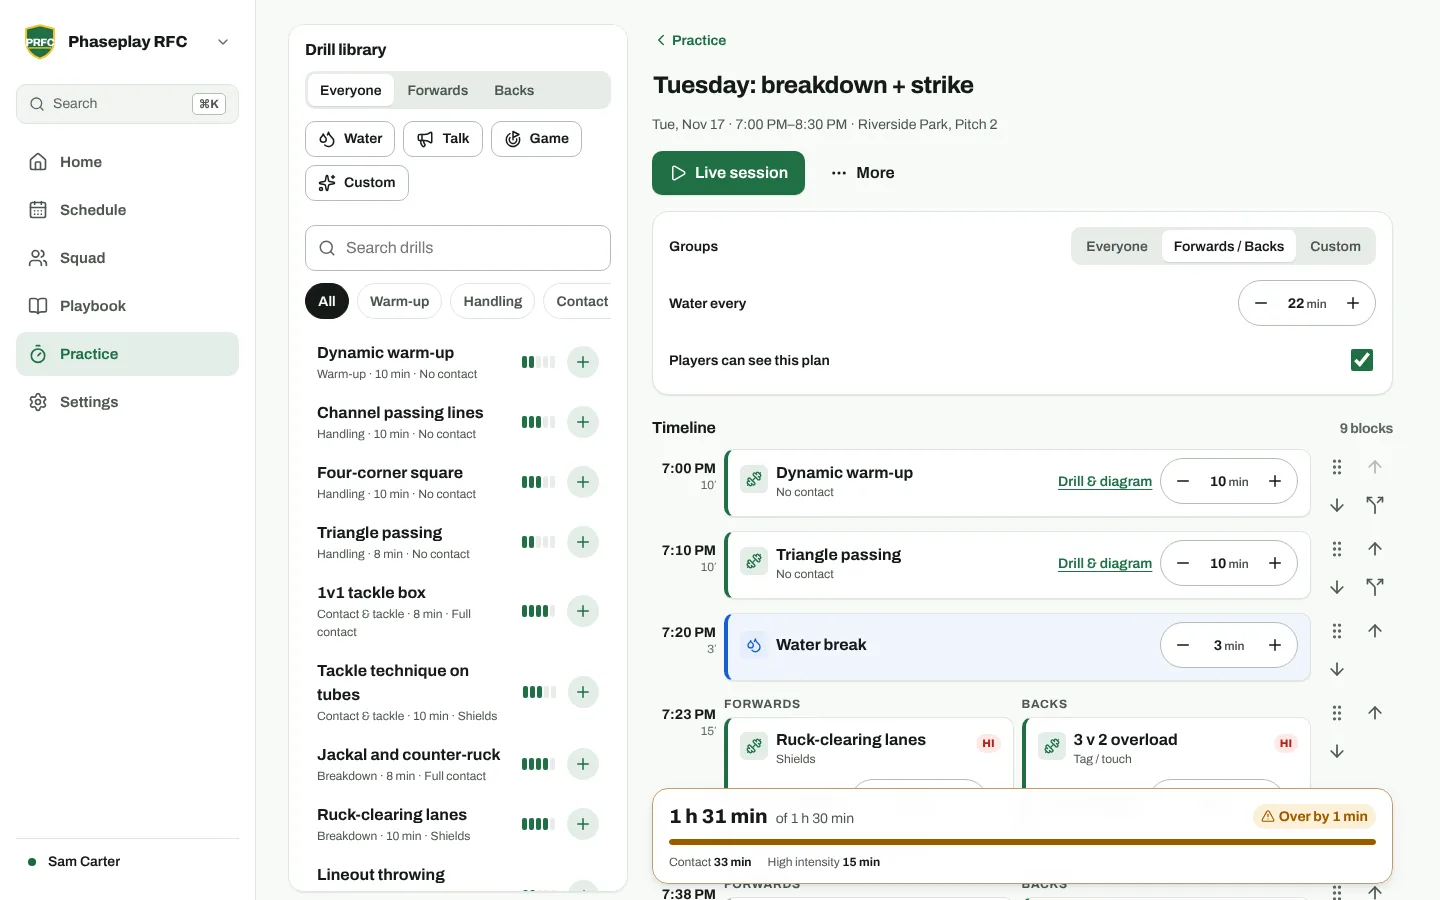 PRFC
Phaseplay RFC
Search
⌘K
Home
Schedule
Squad
Playbook
Practice
Settings
Sam Carter
Drill library
Everyone
Forwards
Backs
Water
Talk
Game
Custom
Search drills
All
Warm-up
Handling
Contact
Dynamic warm-up
Warm-up · 10 min · No contact
Channel passing lines
Handling · 10 min · No contact
Four-corner square
Handling · 10 min · No contact
Triangle passing
Handling · 8 min · No contact
1v1 tackle box
Contact & tackle · 8 min · Full
contact
Tackle technique on
tubes
Contact & tackle · 10 min · Shields
Jackal and counter-ruck
Breakdown · 8 min · Full contact
Ruck-clearing lanes
Breakdown · 10 min · Shields
Lineout throwing
Practice
Tuesday: breakdown + strike
Tue, Nov 17 · 7:00 PM–8:30 PM · Riverside Park, Pitch 2
Live session
More
Groups
Everyone
Forwards / Backs
Custom
Water every
22 min
Players can see this plan
Timeline
9 blocks
7:00 PM
10'
Dynamic warm-up
No contact
Drill & diagram
10 min
7:10 PM
10'
Triangle passing
No contact
Drill & diagram
10 min
7:20 PM
3'
Water break
3 min
7:23 PM
15'
FORWARDS
Ruck-clearing lanes
Shields
HI
BACKS
3 v 2 overload
Tag / touch
HI
1 h 31 min of 1 h 30 min
Over by 1 min
Contact 33 min
High intensity 15 min
7:38 PM
FORWARDS
BACKS